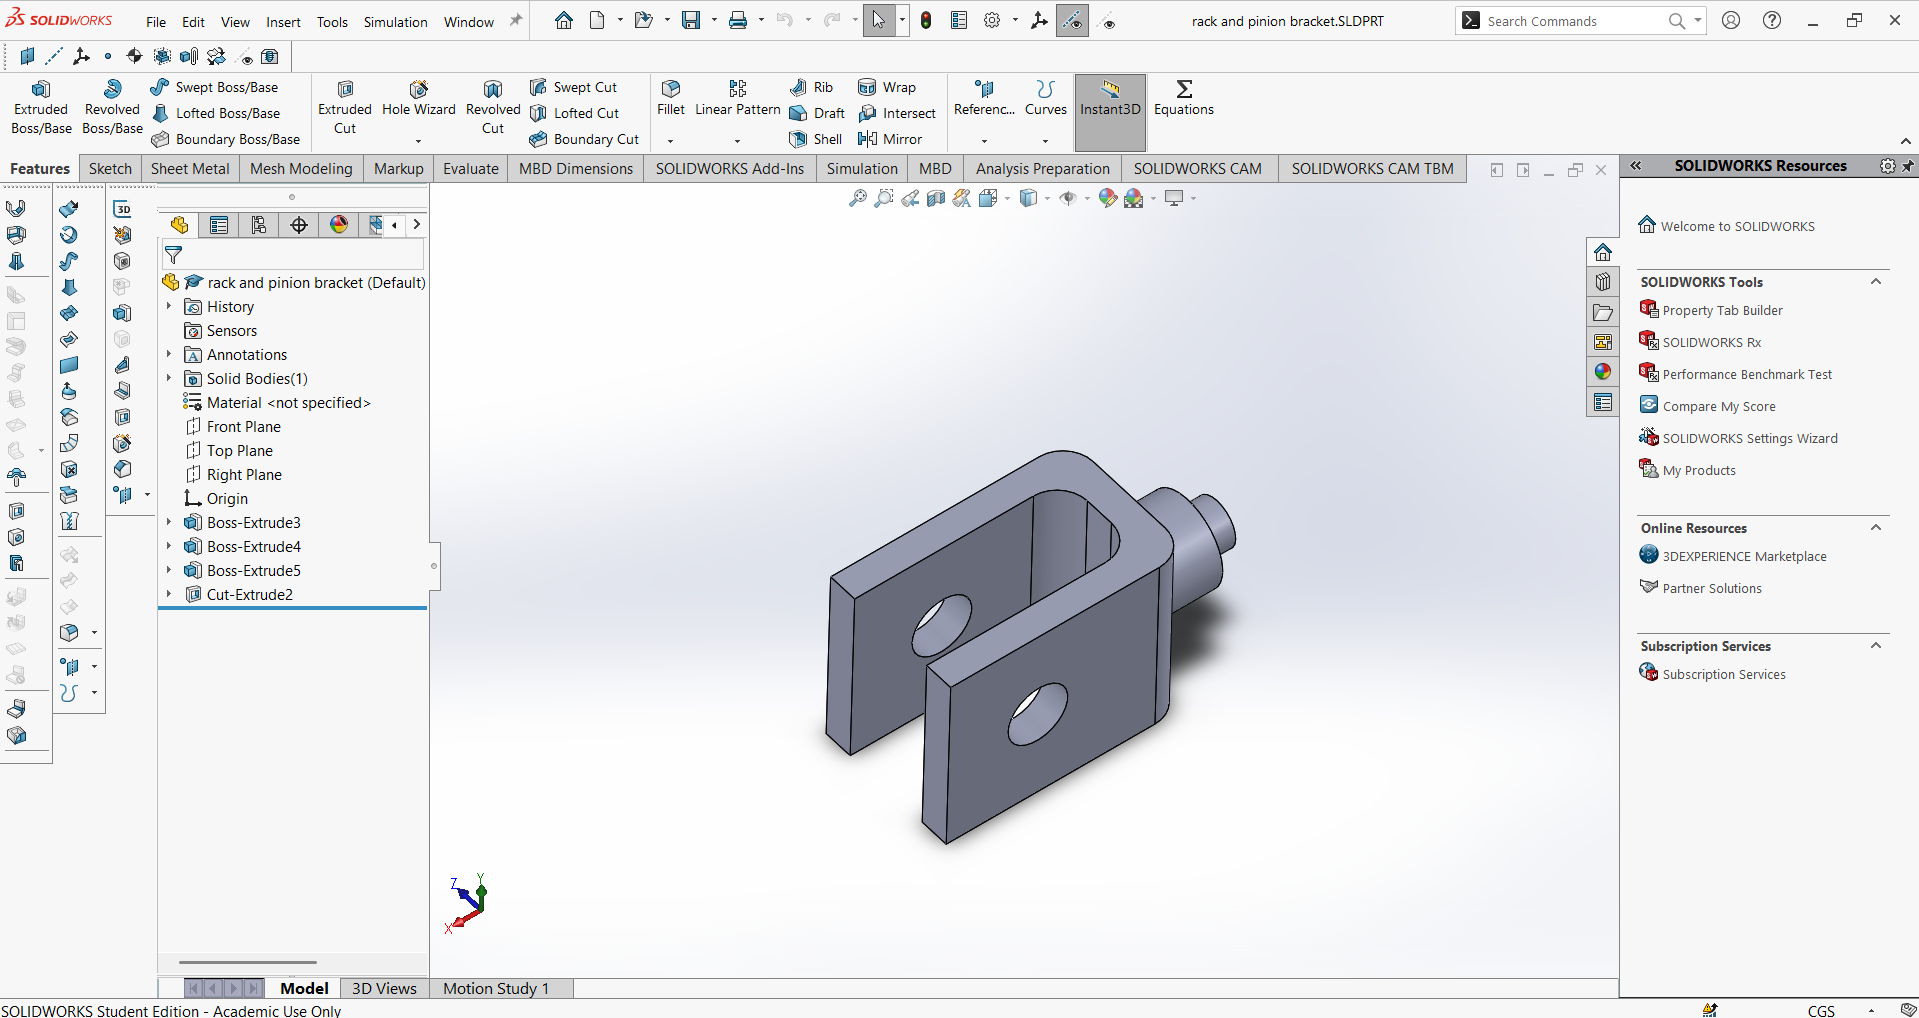 SOLIDWORKS
File Edit View Insert Tools Simulation Window
rack and pinion bracket.SLDPRT
Search Commands
Extruded Boss/Base
Revolved Boss/Base
Swept Boss/Base
Lofted Boss/Base
Boundary Boss/Base
Extruded Cut
Hole Wizard
Revolved Cut
Swept Cut
Lofted Cut
Boundary Cut
Fillet
Linear Pattern
Rib
Draft
Shell
Wrap
Intersect
Mirror
Referenc...
Curves
Instant3D
Equations
Features Sketch Sheet Metal Mesh Modeling Markup Evaluate MBD Dimensions SOLIDWORKS Add-Ins Simulation MBD Analysis Preparation SOLIDWORKS CAM SOLIDWORKS CAM TBM
3D
rack and pinion bracket (Default)
History
Sensors
Annotations
Solid Bodies(1)
Material <not specified>
Front Plane
Top Plane
Right Plane
Origin
Boss-Extrude3
Boss-Extrude4
Boss-Extrude5
Cut-Extrude2
Z
Y
X
SOLIDWORKS Resources
Welcome to SOLIDWORKS
SOLIDWORKS Tools
Property Tab Builder
SOLIDWORKS Rx
Performance Benchmark Test
Compare My Score
SOLIDWORKS Settings Wizard
My Products
Online Resources
3DEXPERIENCE Marketplace
Partner Solutions
Subscription Services
Subscription Services
Model 3D Views Motion Study 1
SOLIDWORKS Student Edition - Academic Use Only
CGS